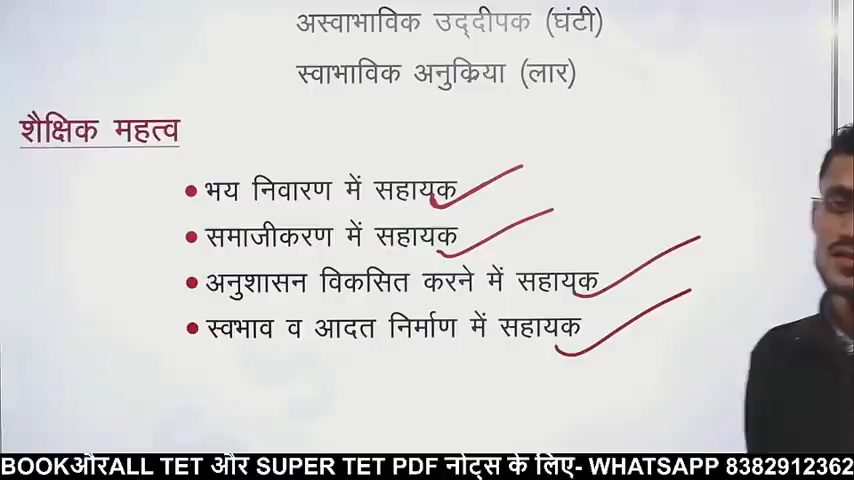 अस्वाभाविक उद्दीपक (घंटी)
स्वाभाविक अनुक्रिया (लार)
शैक्षिक महत्व
• भय निवारण में सहायक
• समाजीकरण में सहायक
• अनुशासन विकसित करने में सहायक
• स्वभाव व आदत निर्माण में सहायक
BOOKऔरALL TET और SUPER TET PDF नोट्स के लिए- WHATSAPP 8382912362